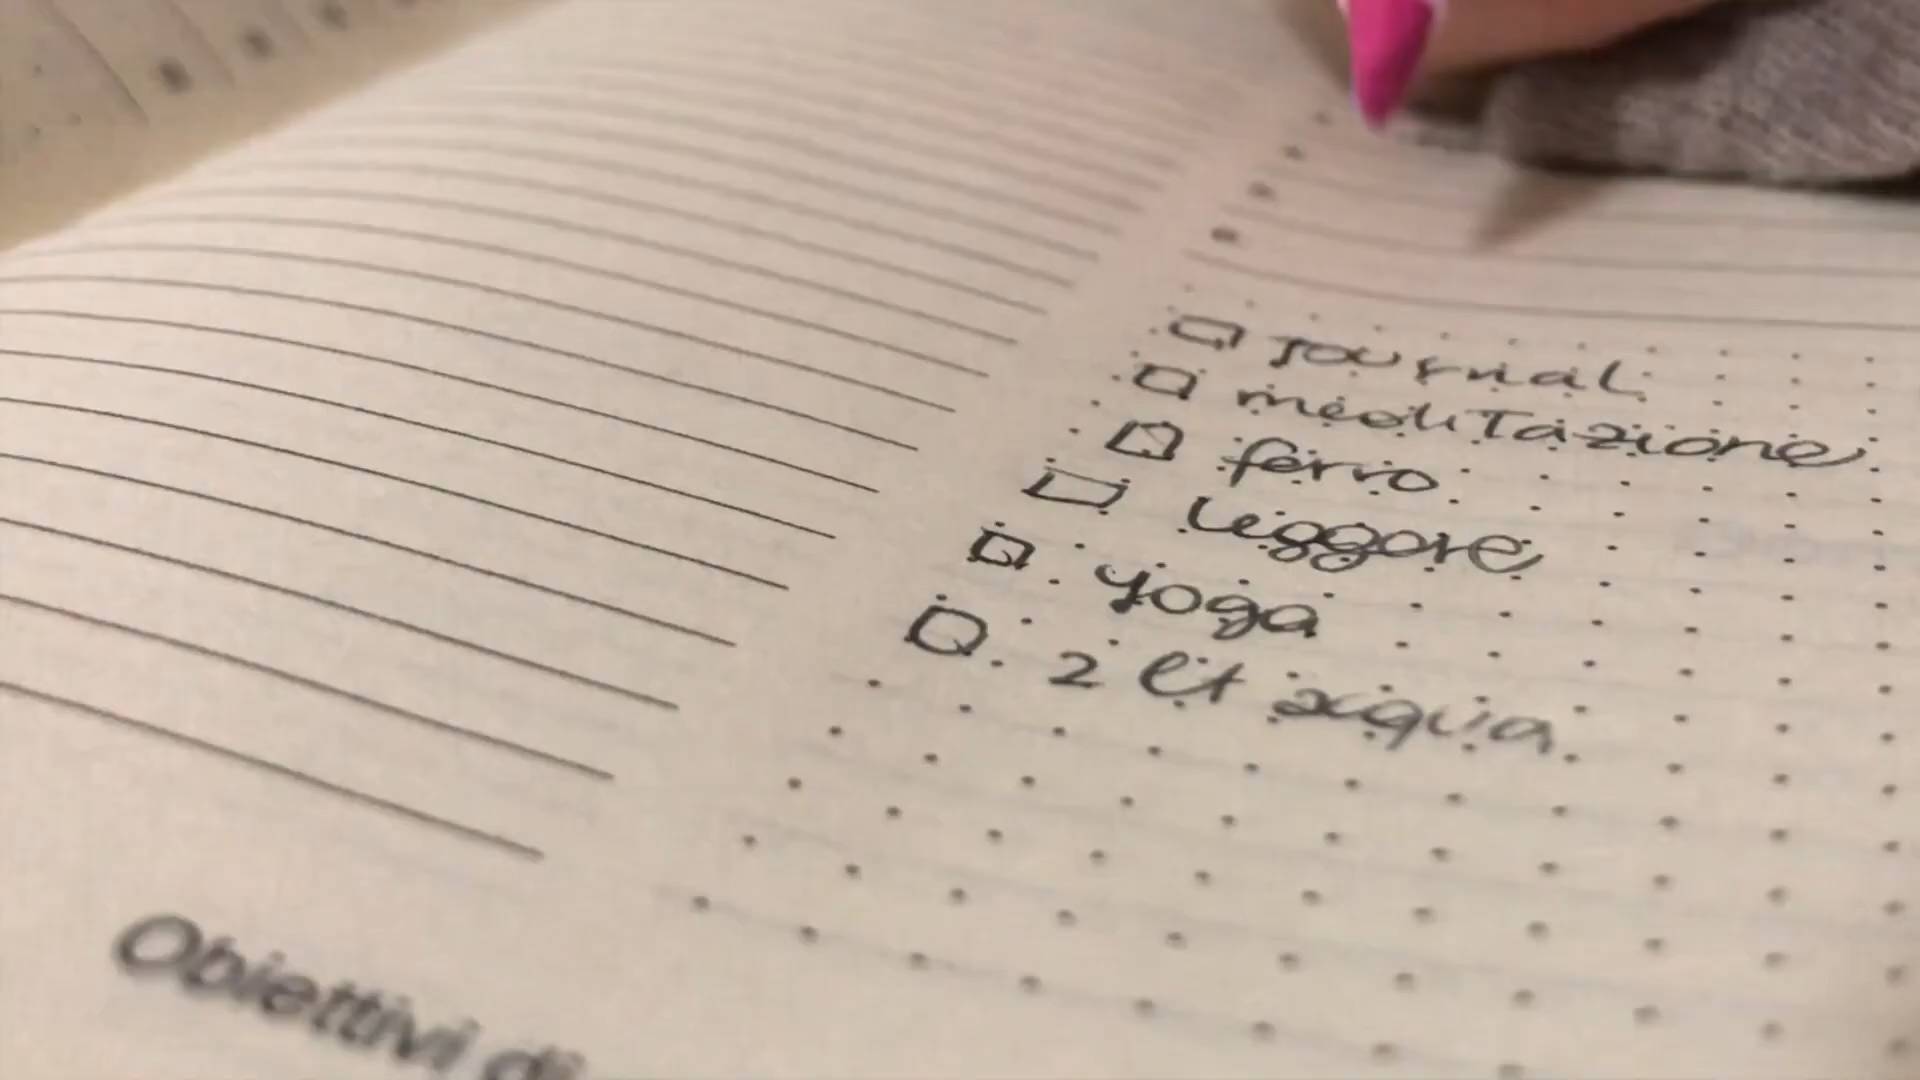 Journal
meditazione
ferro
leggere
yoga
2 lt acqua
Obiettivi di